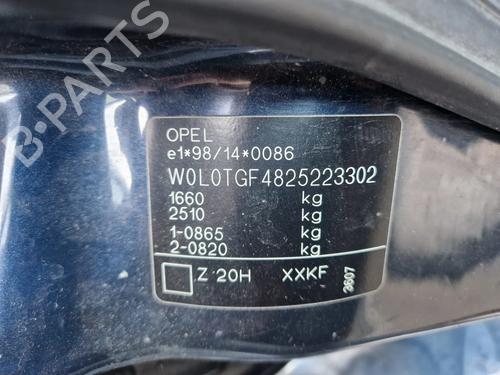 OPEL
e1*98/14*0086
W0L0TGF4825223302
1660 kg
2510 kg
1-0865 kg
2-0820 kg
Z 20H XXKF
3607
B-PARTS